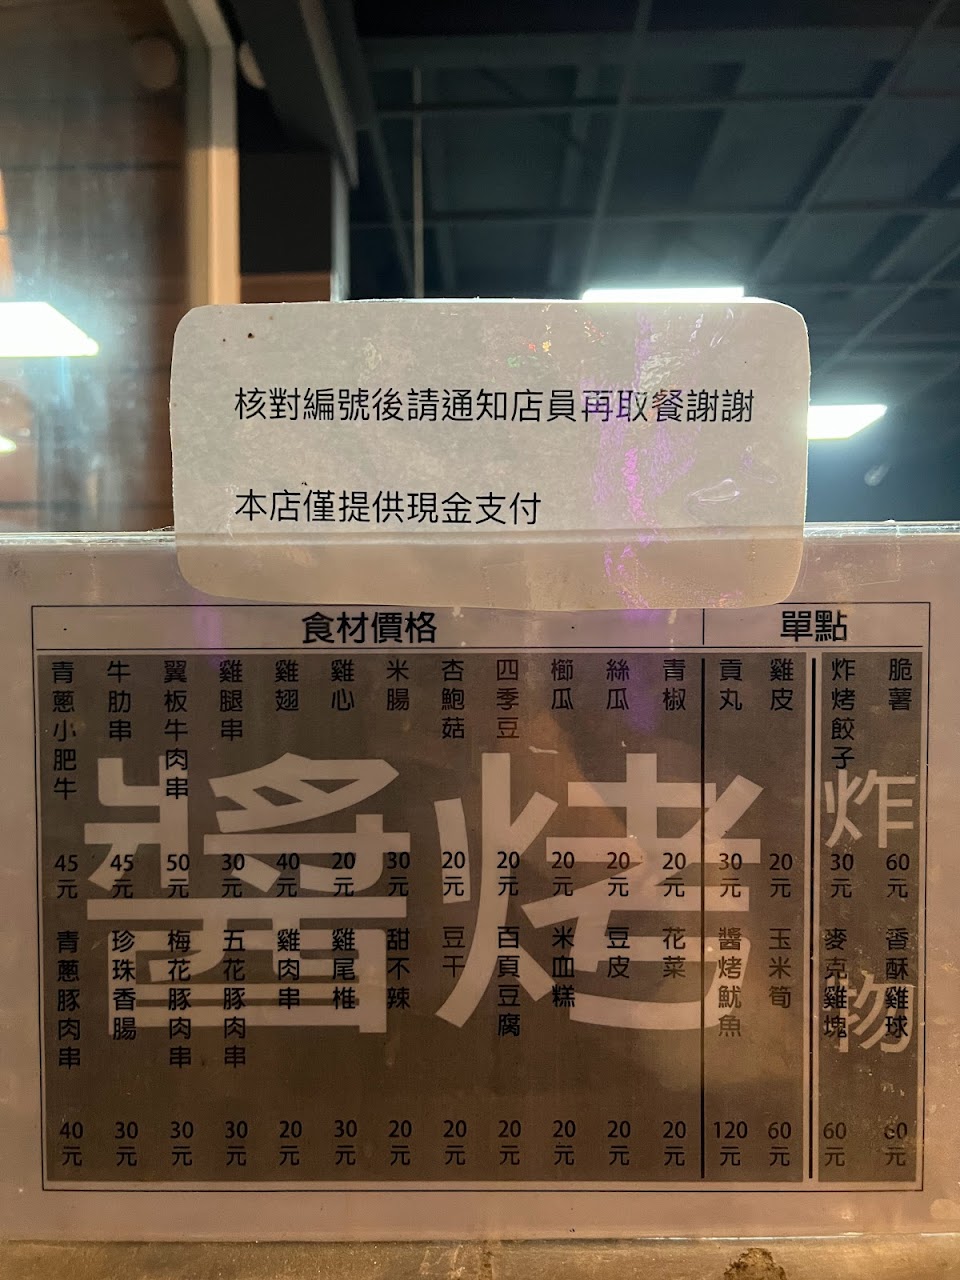 核對編號後請通知店員再取餐謝謝
本店僅提供現金支付
食材價格
單點
青蔥小肥牛
45元
牛肋串
45元
翼板牛肉串
50元
雞腿串
30元
雞翅
40元
雞心
20元
米腸
30元
杏鮑菇
20元
四季豆
20元
櫛瓜
20元
絲瓜
20元
青椒
20元
貢丸
30元
雞皮
20元
炸烤餃子
30元
脆薯
60元
青蔥豚肉串
40元
珍珠香腸
30元
梅花豚肉串
30元
五花豚肉串
30元
雞肉串
20元
雞尾椎
30元
甜不辣
20元
豆干
20元
百頁豆腐
20元
米血糕
20元
豆皮
20元
花菜
20元
醬烤魷魚
120元
玉米筍
60元
麥克雞塊
60元
香酥雞球
60元
醬烤
炸物